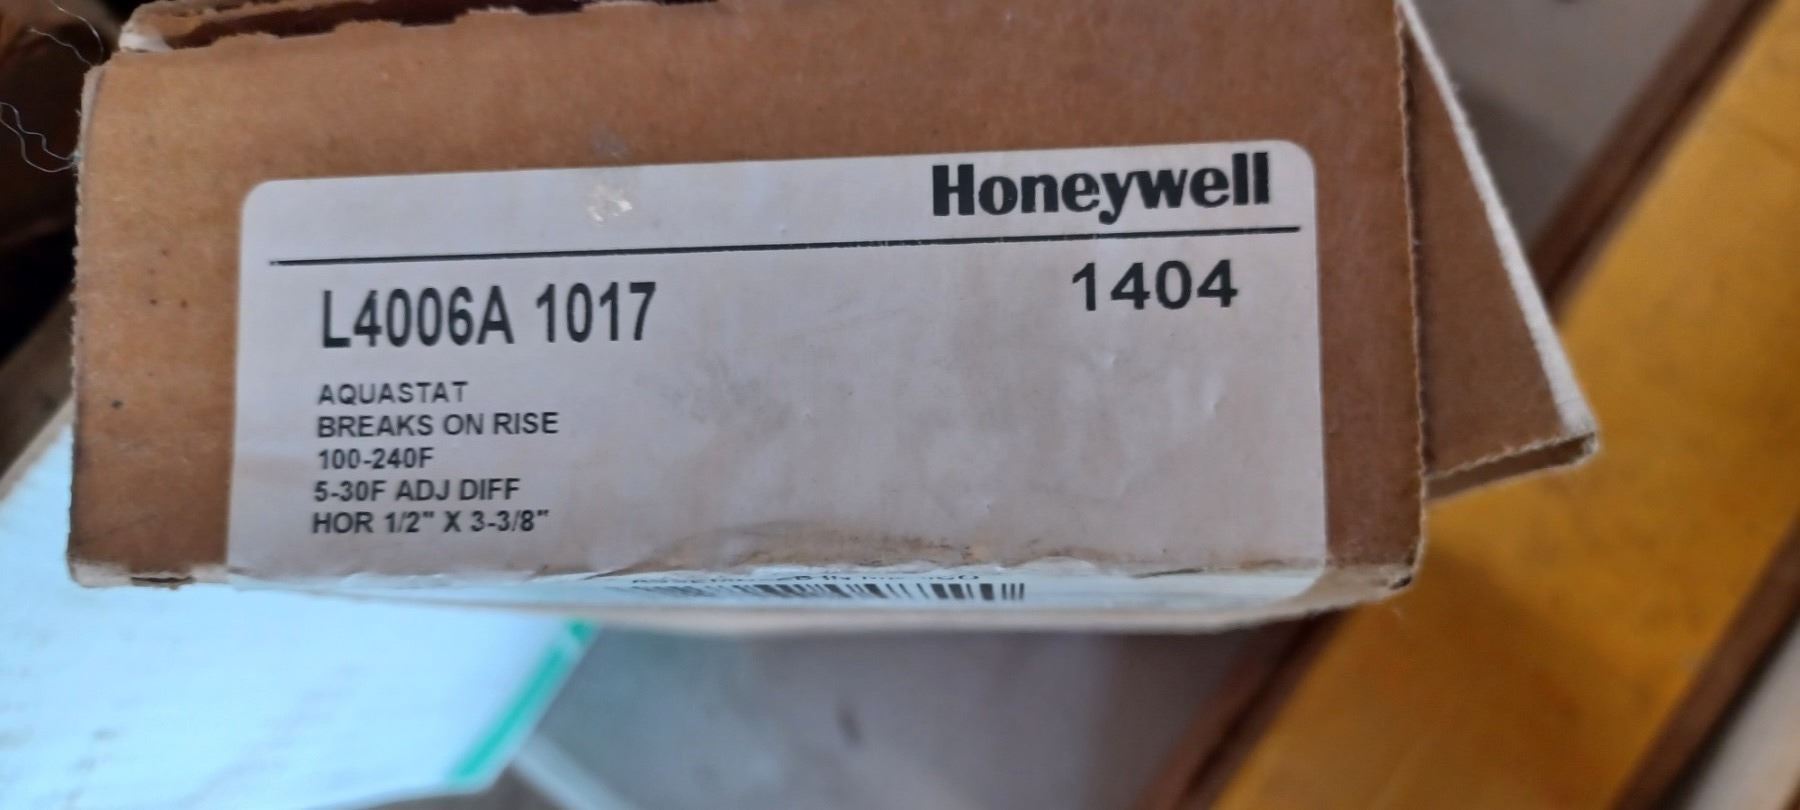 Honeywell
L4006A 1017 1404
AQUASTAT
BREAKS ON RISE
100-240F
5-30F ADJ DIFF
HOR 1/2" X 3-3/8"